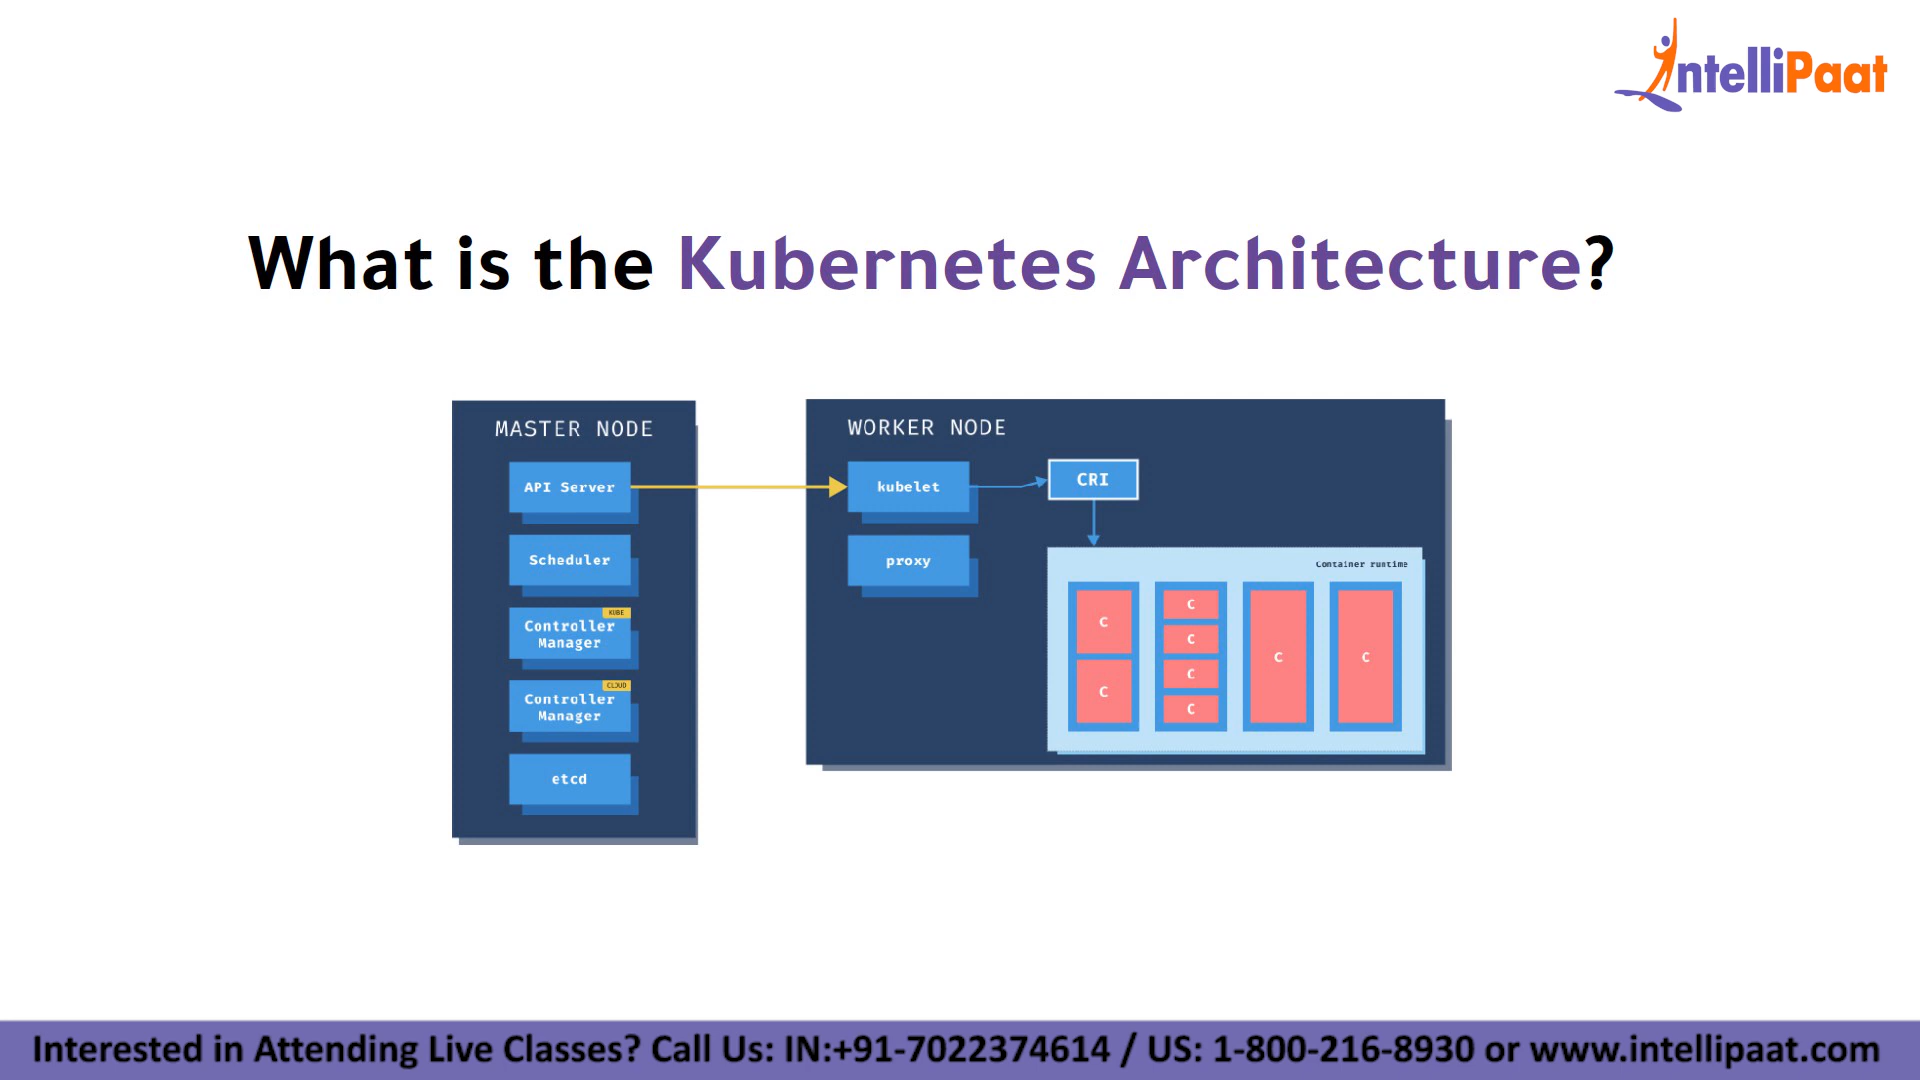 IntelliPaat
What is the Kubernetes Architecture?
MASTER NODE
API Server
Scheduler
KUBE
Controller
Manager
CLOUD
Controller
Manager
etcd
WORKER NODE
kubelet
proxy
CRI
Container runtime
C
C
C
C
C
C
C
C
Interested in Attending Live Classes? Call Us: IN:+91-7022374614 / US: 1-800-216-8930 or www.intellipaat.com